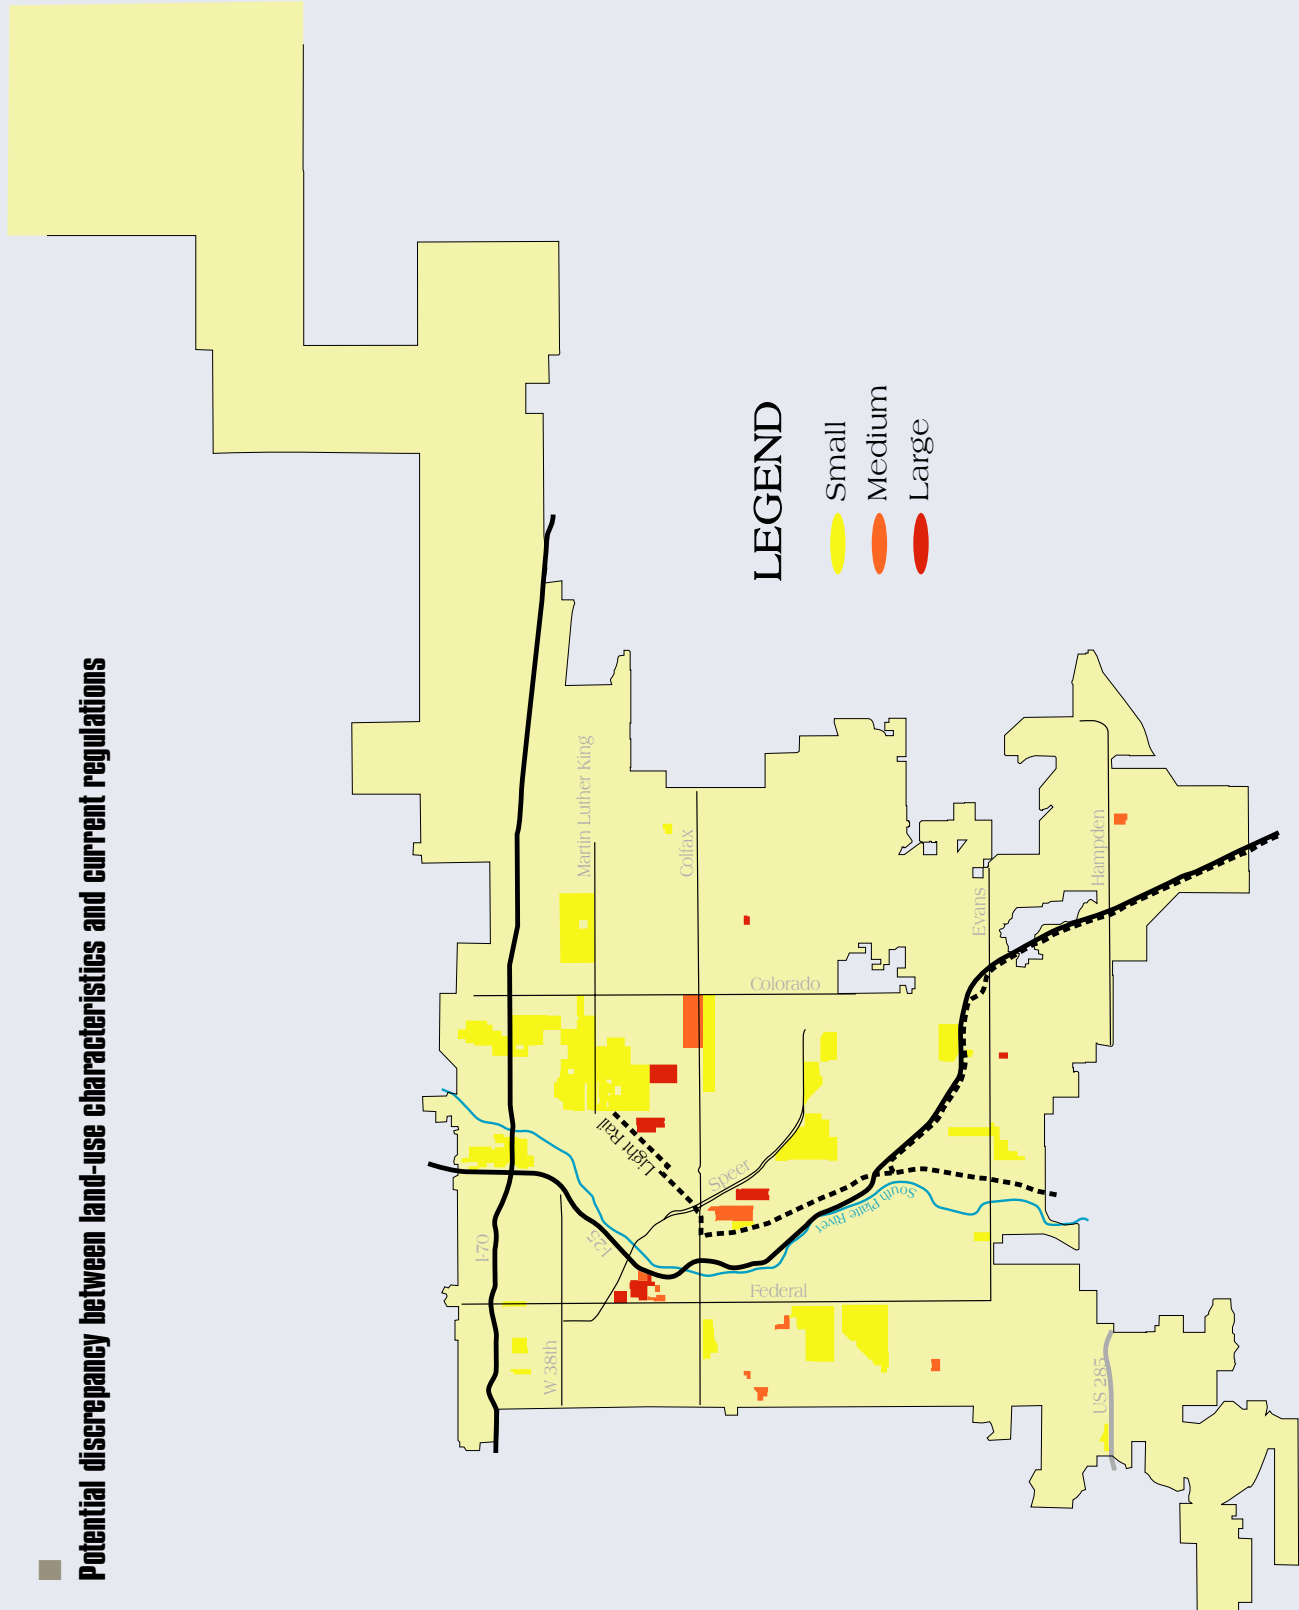 Potential discrepancy between land-use characteristics and current regulations
LEGEND
Small
Medium
Large
I-70
W 38th
I-25
Martin Luther King
Light Rail
Colfax
Speer
Colorado
Federal
South Platte River
Evans
Hampden
US 285